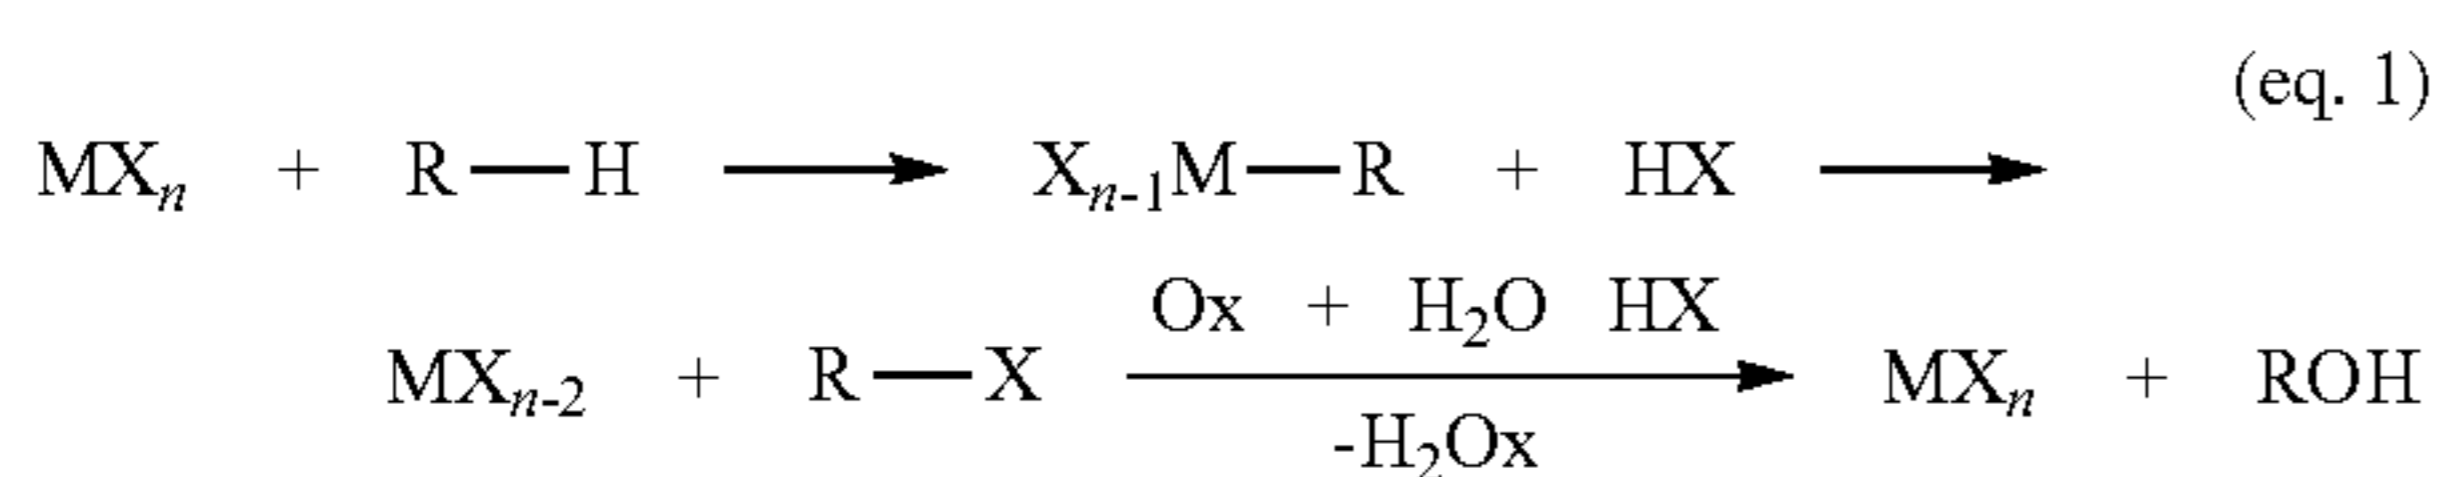 (eq. 1)
MXₙ + R—H ⟶ Xₙ₋₁M—R + HX ⟶
Ox + H₂O HX
MXₙ₋₂ + R—X ⟶ MXₙ + ROH
-H₂Ox